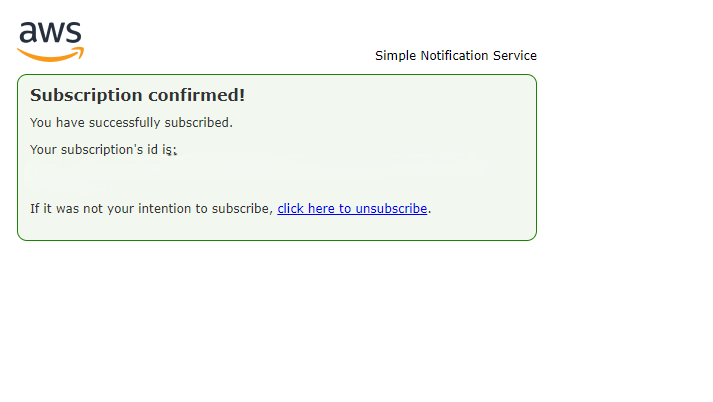 aws
Simple Notification Service
Subscription confirmed!
You have successfully subscribed.
Your subscription's id is:
If it was not your intention to subscribe, click here to unsubscribe.